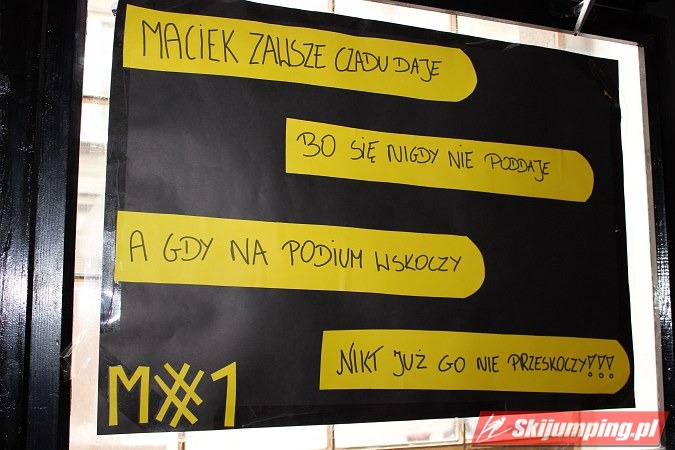 MACIEK ZAWSZE CZADU DAJE
BO SIĘ NIGDY NIE PODDAJE
A GDY NA PODIUM WSKOCZY
NIKT JUŻ GO NIE PRZESKOCZY!!!
M#1
Skijumping.pl